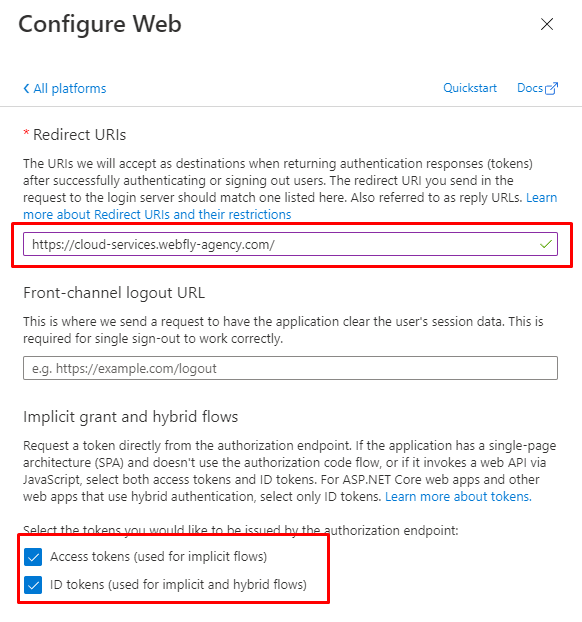 Configure Web
All platforms
Quickstart
Docs
* Redirect URIs
The URIs we will accept as destinations when returning authentication responses (tokens)
after successfully authenticating or signing out users. The redirect URI you send in the
request to the login server should match one listed here. Also referred to as reply URLs. Learn
more about Redirect URIs and their restrictions
https://cloud-services.webfly-agency.com/
Front-channel logout URL
This is where we send a request to have the application clear the user's session data. This is
required for single sign-out to work correctly.
e.g. https://example.com/logout
Implicit grant and hybrid flows
Request a token directly from the authorization endpoint. If the application has a single-page
architecture (SPA) and doesn't use the authorization code flow, or if it invokes a web API via
JavaScript, select both access tokens and ID tokens. For ASP.NET Core web apps and other
web apps that use hybrid authentication, select only ID tokens. Learn more about tokens.
Select the tokens you would like to be issued by the authorization endpoint:
Access tokens (used for implicit flows)
ID tokens (used for implicit and hybrid flows)